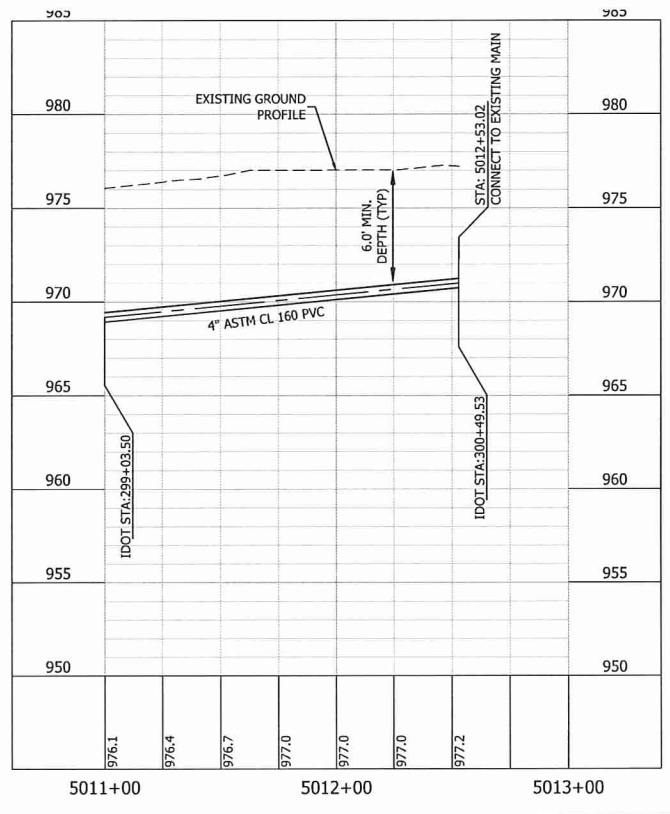 985
985
980
980
EXISTING GROUND
PROFILE
STA: 5012+53.02
CONNECT TO EXISTING MAIN
975
975
6.0' MIN.
DEPTH (TYP)
970
970
4" ASTM CL 160 PVC
965
965
IDOT STA:299+03.50
IDOT STA:300+49.53
960
960
955
955
950
950
976.1
976.4
976.7
977.0
977.0
977.0
977.2
5011+00
5012+00
5013+00